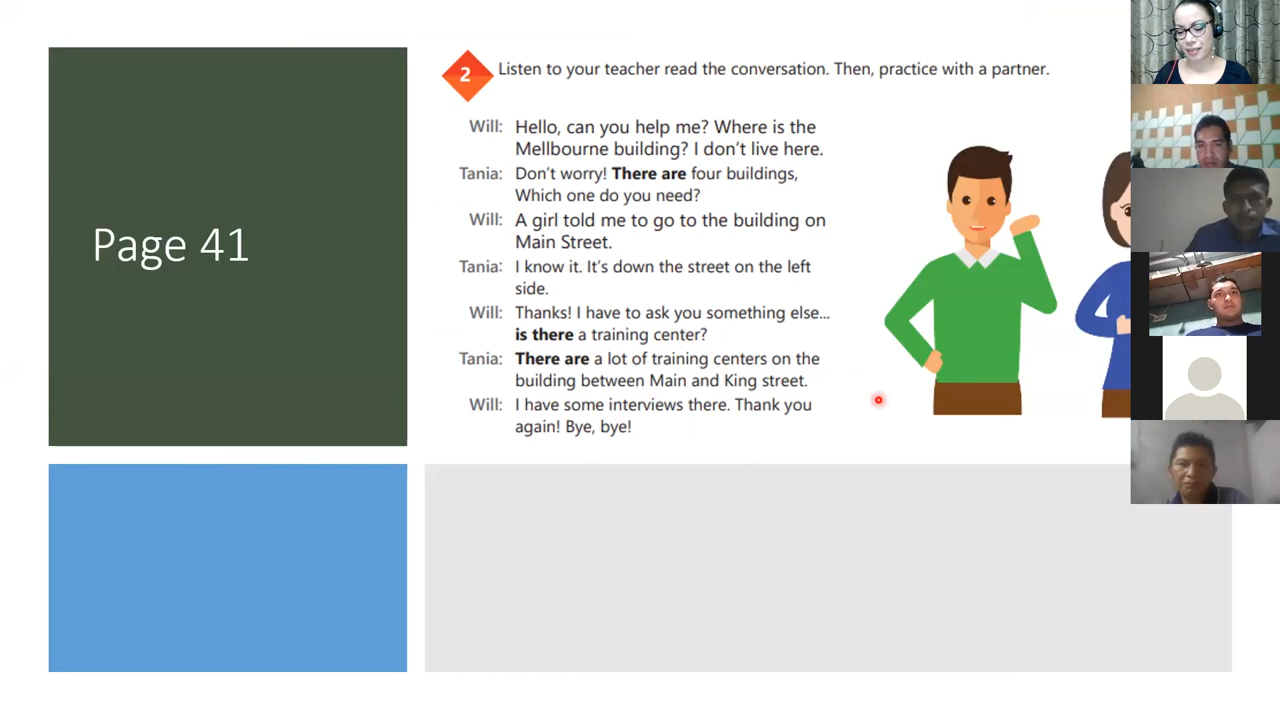 Page 41
2
Listen to your teacher read the conversation. Then, practice with a partner.
Will: Hello, can you help me? Where is the
Mellbourne building? I don't live here.
Tania: Don't worry! There are four buildings,
Which one do you need?
Will: A girl told me to go to the building on
Main Street.
Tania: I know it. It's down the street on the left
side.
Will: Thanks! I have to ask you something else...
is there a training center?
Tania: There are a lot of training centers on the
building between Main and King street.
Will: I have some interviews there. Thank you
again! Bye, bye!